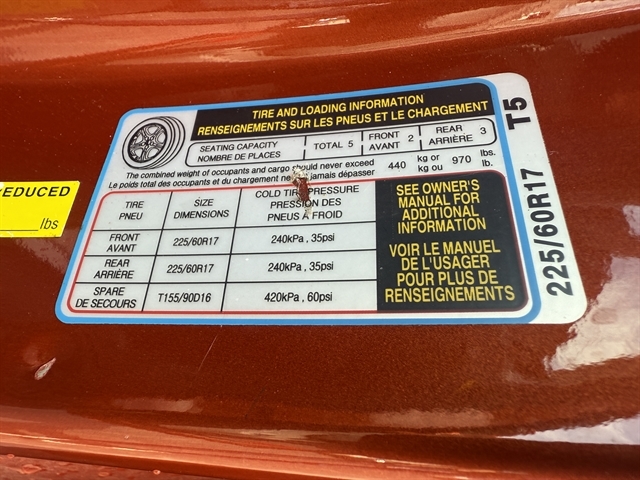 TIRE AND LOADING INFORMATION
RENSEIGNEMENTS SUR LES PNEUS ET LE CHARGEMENT
SEATING CAPACITY
NOMBRE DE PLACES
TOTAL 5
FRONT
AVANT 2
REAR
ARRIÈRE 3
The combined weight of occupants and cargo should never exceed
Le poids total des occupants et du chargement ne jamais dépasser
440 kg or
kg ou
970 lbs.
lb.
TIRE
PNEU
SIZE
DIMENSIONS
COLD TIRE PRESSURE
PRESSION DES
PNEUS À FROID
FRONT
AVANT
225/60R17
240kPa , 35psi
REAR
ARRIÈRE
225/60R17
240kPa , 35psi
SPARE
DE SECOURS
T155/90D16
420kPa , 60psi
SEE OWNER'S
MANUAL FOR
ADDITIONAL
INFORMATION
VOIR LE MANUEL
DE L'USAGER
POUR PLUS DE
RENSEIGNEMENTS
225/60R17 T5
REDUCED
lbs